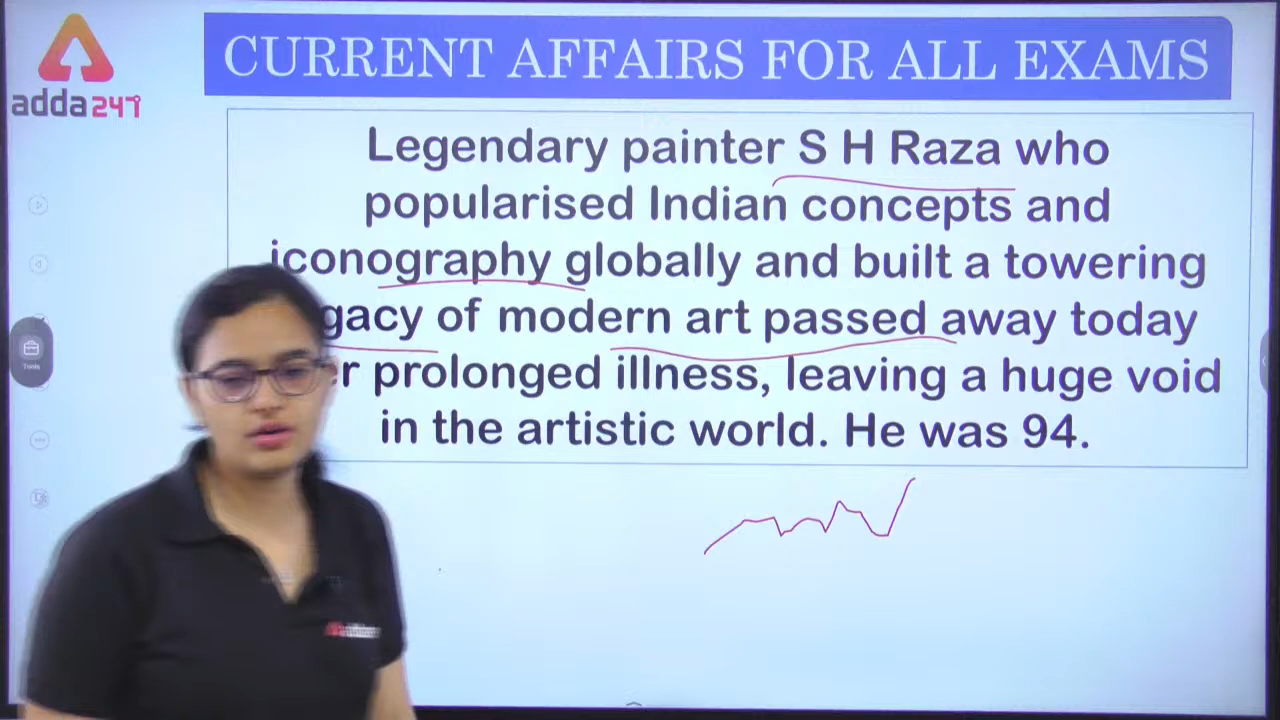 adda247
CURRENT AFFAIRS FOR ALL EXAMS
Legendary painter S H Raza who
popularised Indian concepts and
iconography globally and built a towering
gacy of modern art passed away today
r prolonged illness, leaving a huge void
in the artistic world. He was 94.
Tools